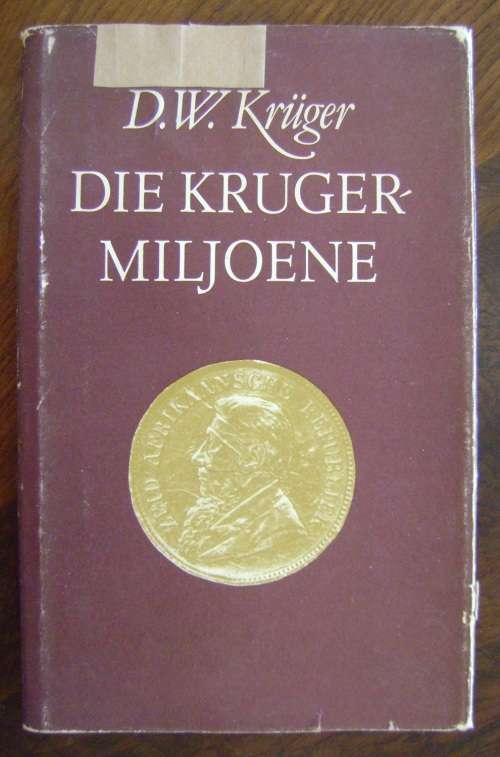 D.W. Krüger
DIE KRUGER-
MILJOENE
ZUID AFRIKAANSCHE REPUBLIEK